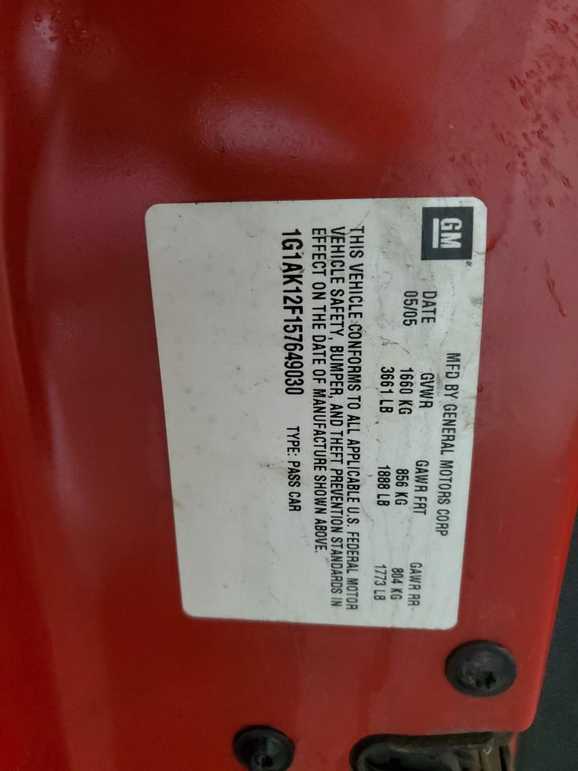 GM
MFD BY GENERAL MOTORS CORP
DATE GVWR GAWR FRT GAWR RR
05/05 1660 KG 856 KG 804 KG
3661 LB 1888 LB 1773 LB
THIS VEHICLE CONFORMS TO ALL APPLICABLE U.S. FEDERAL MOTOR
VEHICLE SAFETY, BUMPER, AND THEFT PREVENTION STANDARDS IN
EFFECT ON THE DATE OF MANUFACTURE SHOWN ABOVE.
1G1AK12F157649030 TYPE: PASS CAR